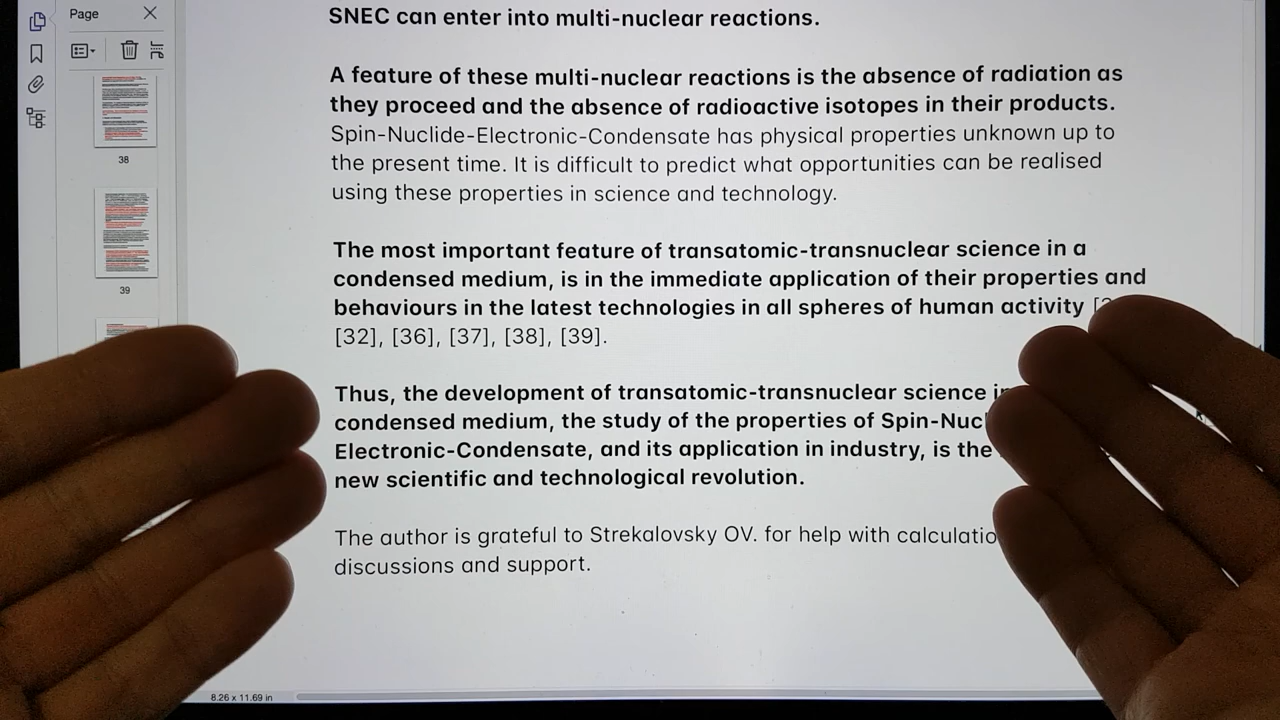 Page
38
39
8.26 x 11.69 in
SNEC can enter into multi-nuclear reactions.
A feature of these multi-nuclear reactions is the absence of radiation as
they proceed and the absence of radioactive isotopes in their products.
Spin-Nuclide-Electronic-Condensate has physical properties unknown up to
the present time. It is difficult to predict what opportunities can be realised
using these properties in science and technology.
The most important feature of transatomic-transnuclear science in a
condensed medium, is in the immediate application of their properties and
behaviours in the latest technologies in all spheres of human activity
[32], [36], [37], [38], [39].
Thus, the development of transatomic-transnuclear science
condensed medium, the study of the properties of
Electronic-Condensate, and its application in industry, is the
new scientific and technological revolution.
The author is grateful to Strekalovsky OV. for help with
discussions and support.